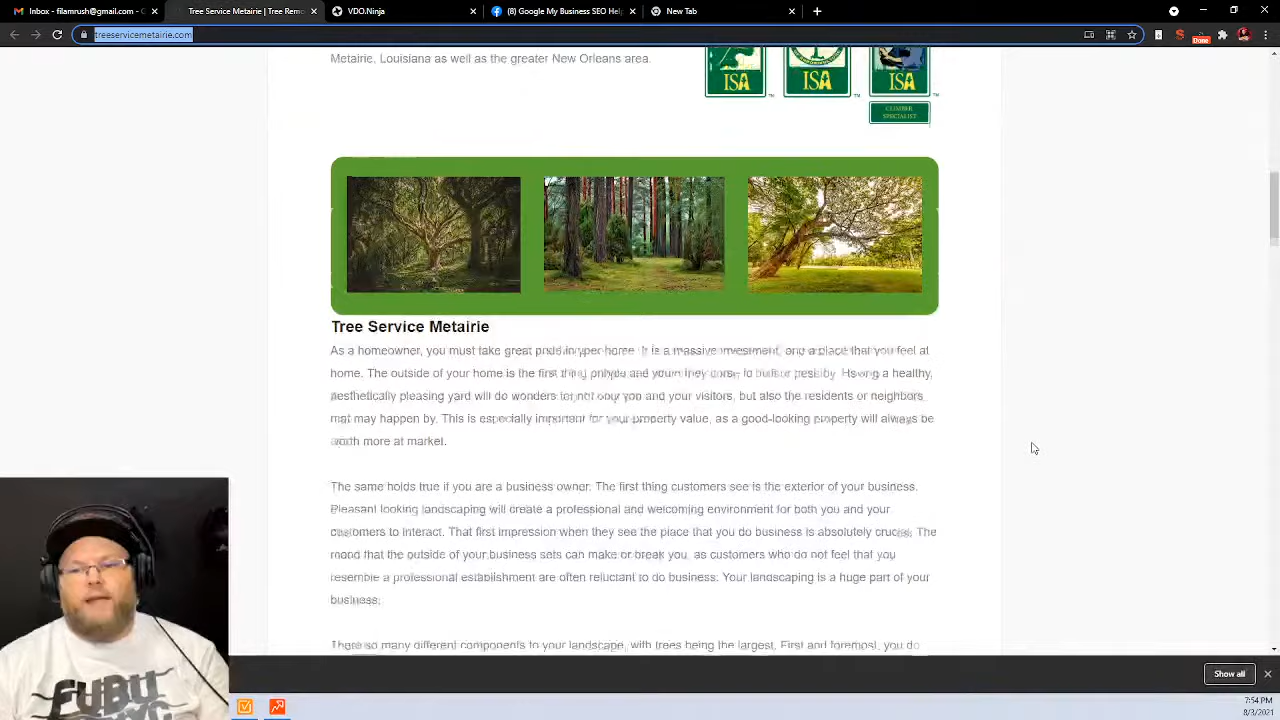 Inbox - filamrush@gmail.com - G
Tree Service Metairie | Tree Remo
VDO.Ninja
(8) Google My Business SEO Help
New Tab
treeservicemetairie.com
Done
Metairie, Louisiana as well as the greater New Orleans area.
ISA
ISA
ISA
CLIMBER
SPECIALIST
Tree Service Metairie
As a homeowner, you must take great pride in your home. It is a massive investment, and a place that you feel at
home. The outside of your home is the first thing people see
Having a healthy,
aesthetically pleasing yard will do wonders for not only you and your visitors, but also the residents or neighbors
may happen by. This is especially important for your property value, as a good-looking property will always be
worth more at market.
The same holds true if you are a business owner. The first thing customers see is the exterior of your business.
Pleasant looking landscaping will create a professional and welcoming environment for both you and your
customers to interact. That first impression when they see the place that you do business is absolutely crucial. The
mood that the outside of your business sets can make or break you, as customers who do not feel that you
resemble a professional establishment are often reluctant to do business. Your landscaping is a huge part of your
business.
There so many different components to your landscape, with trees being the largest. First and foremost, you do
Show all
7:54 PM
8/3/2021
FUBU